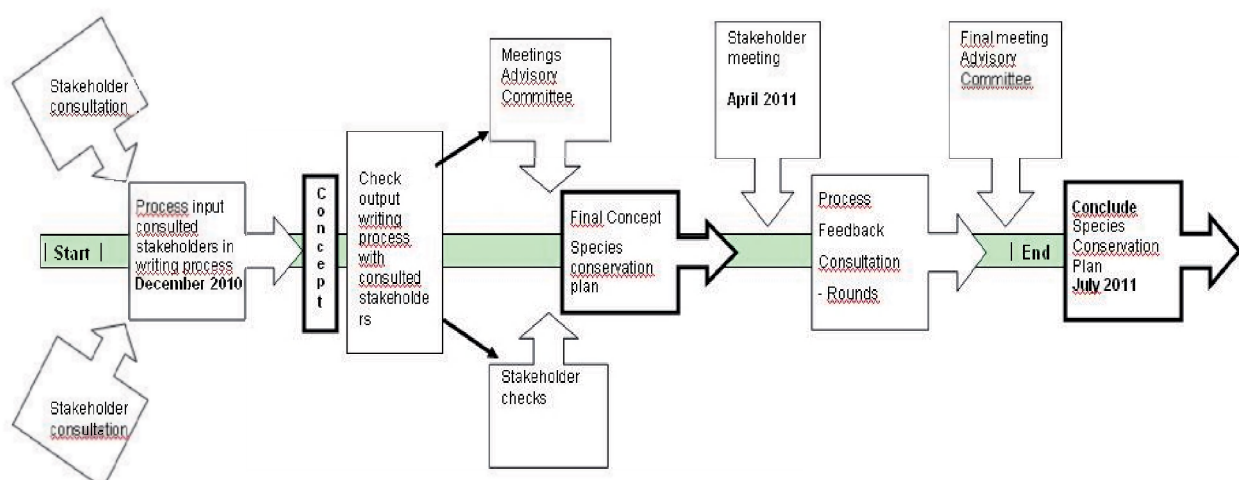 Stakeholder
consultation
Stakeholder
consultation
| Start |
Process input
consulted
stakeholders in
writing process
December 2010
C
o
n
c
e
p
t
Check
output
writing
process
with
consulted
stakeholde
rs
Meetings
Advisory
Committee
Stakeholder
checks
Final Concept
Species
conservation
plan
Stakeholder
meeting
April 2011
Process
Feedback
Consultation
- Rounds
Final meeting
Advisory
Committee
| End
Conclude
Species
Conservation
Plan
July 2011